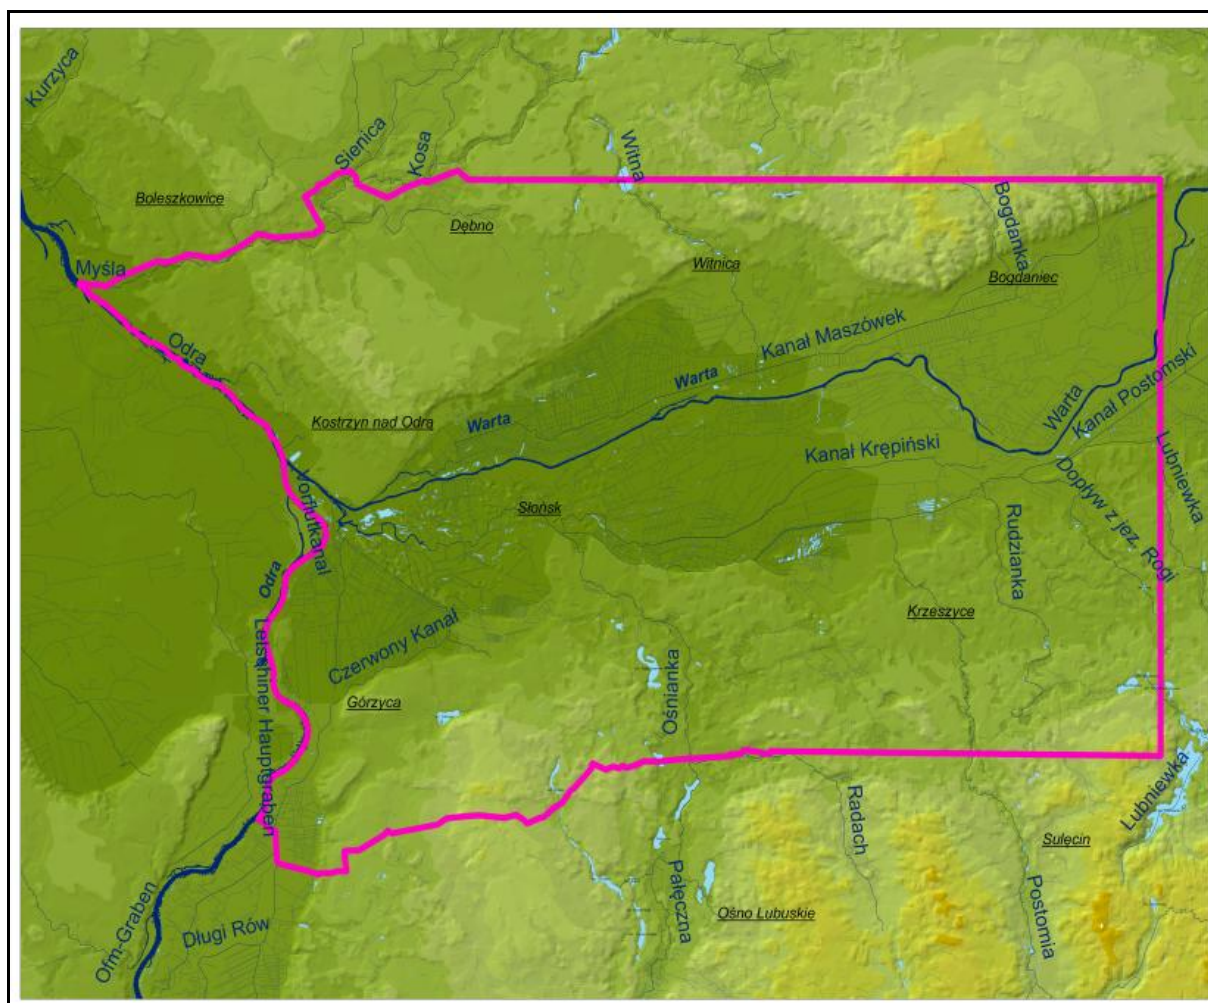 Kurzyca
Sienica
Kosa
Witna
Boleszkowice
Dębno
Bogdanka
Myśla
Witnica
Bogdaniec
Odra
Kanał Maszówek
Warta
Kostrzyn nad Odrą
Warta
Warta
Kanał Postomski
Kanał Krępiński
Lubniewka
Vorflutkanal
Słońsk
Dopływ z jez. Rogi
Rudzianka
Odra
Krzeszyce
Czerwony Kanał
Letschiner Hauptgraben
Ośnianka
Górzyca
Lubniewka
Radach
Sulęcin
Pałęczna
Ośno Lubuskie
Postomia
Ofm-Graben
Długi Rów